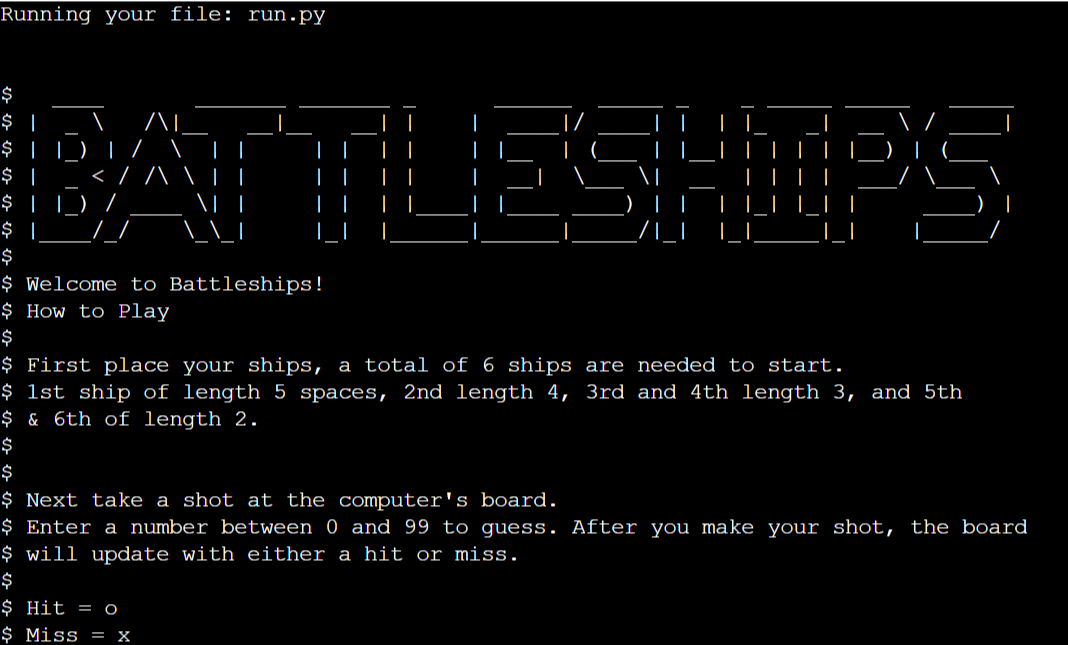 Running your file: run.py
$
$ BATTLESHIPS
$
$ Welcome to Battleships!
$ How to Play
$
$ First place your ships, a total of 6 ships are needed to start.
$ 1st ship of length 5 spaces, 2nd length 4, 3rd and 4th length 3, and 5th
$ & 6th of length 2.
$
$
$ Next take a shot at the computer's board.
$ Enter a number between 0 and 99 to guess. After you make your shot, the board
$ will update with either a hit or miss.
$
$ Hit = o
$ Miss = x